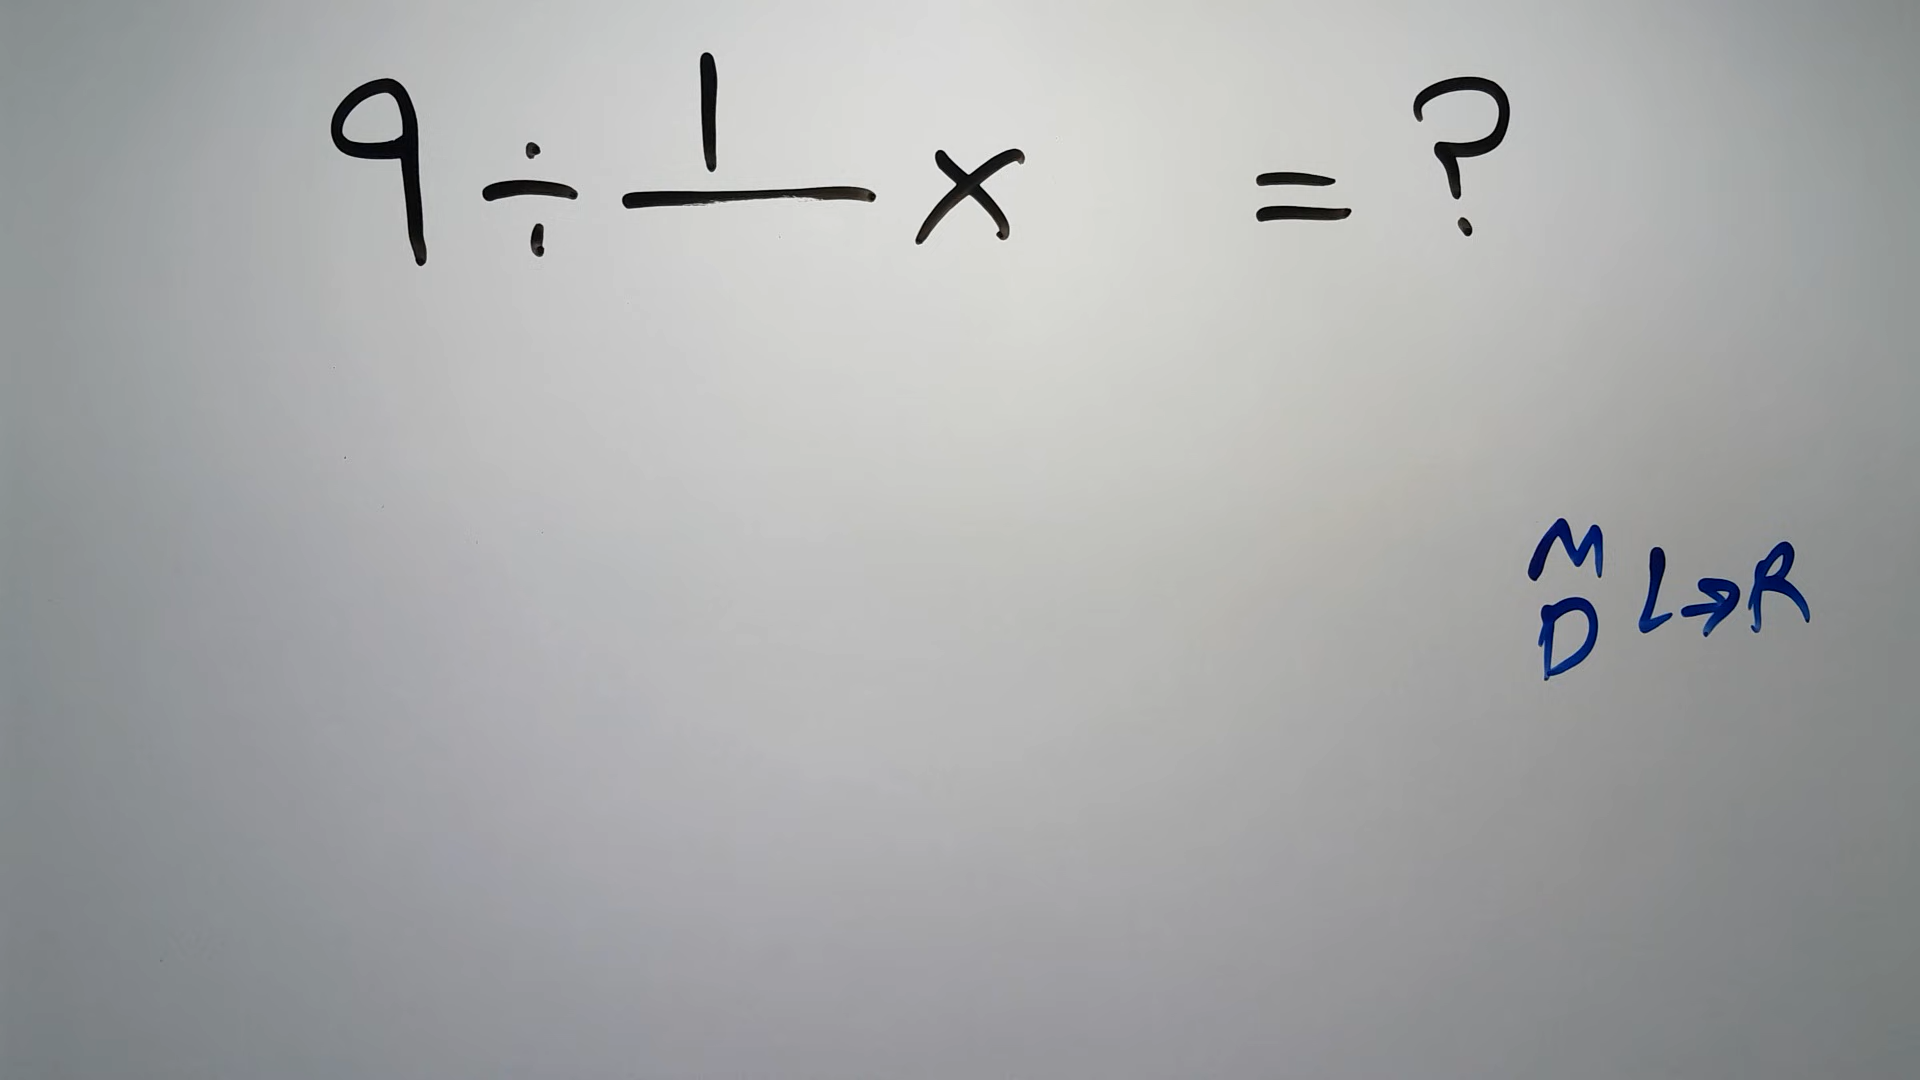 9 ÷ 1/ × = ?
M
D L→R